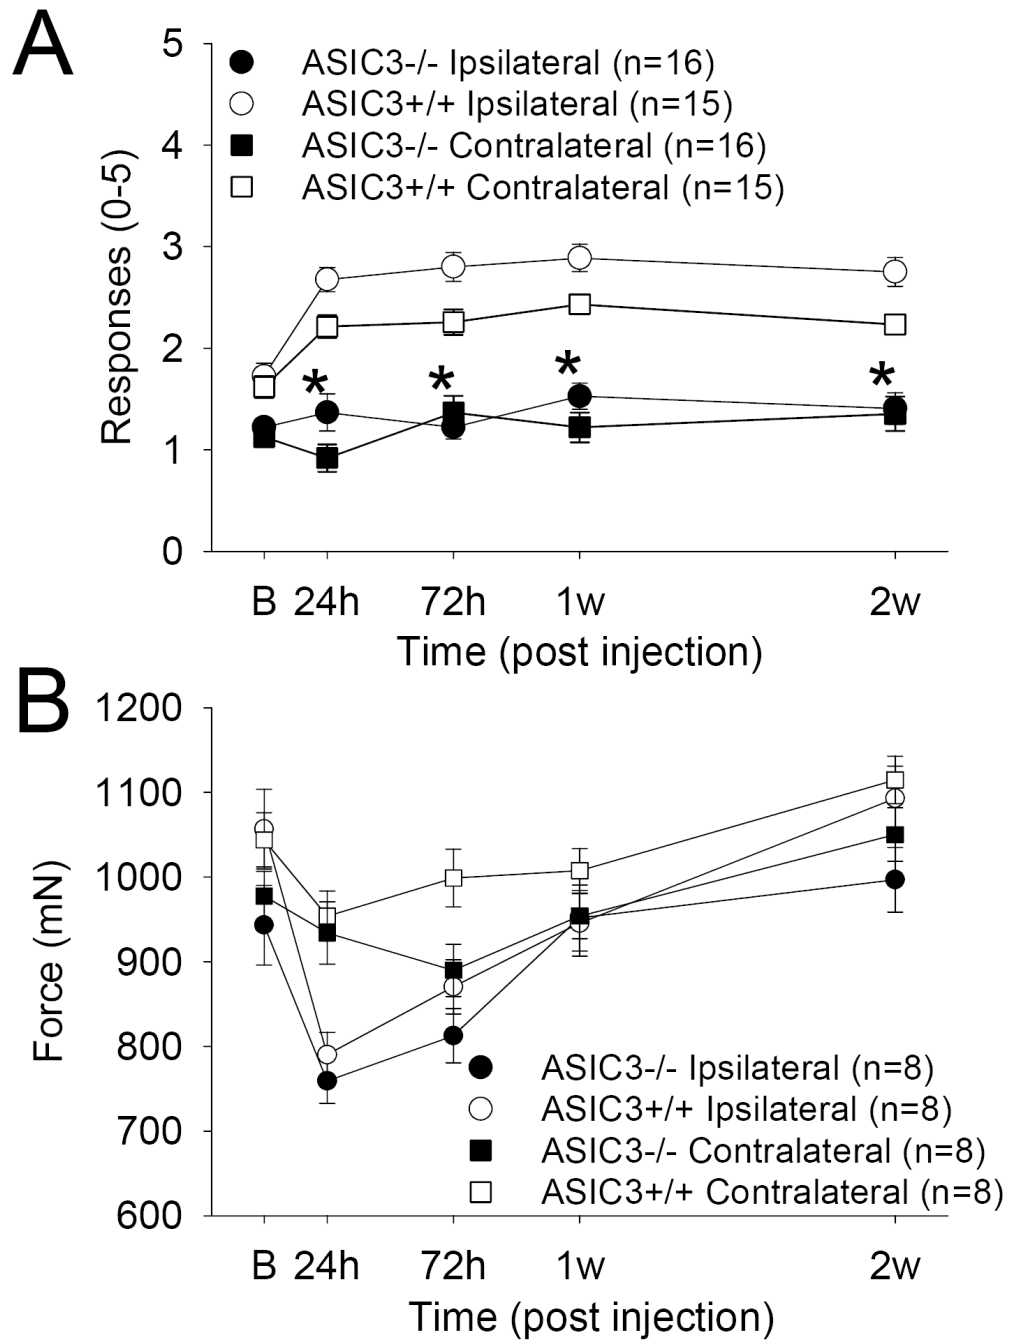 A
Responses (0-5)
5
4
3
2
1
0
ASIC3-/- Ipsilateral (n=16)
ASIC3+/+ Ipsilateral (n=15)
ASIC3-/- Contralateral (n=16)
ASIC3+/+ Contralateral (n=15)
* * * *
B 24h 72h 1w 2w
Time (post injection)
B
Force (mN)
1200
1100
1000
900
800
700
600
ASIC3-/- Ipsilateral (n=8)
ASIC3+/+ Ipsilateral (n=8)
ASIC3-/- Contralateral (n=8)
ASIC3+/+ Contralateral (n=8)
B 24h 72h 1w 2w
Time (post injection)